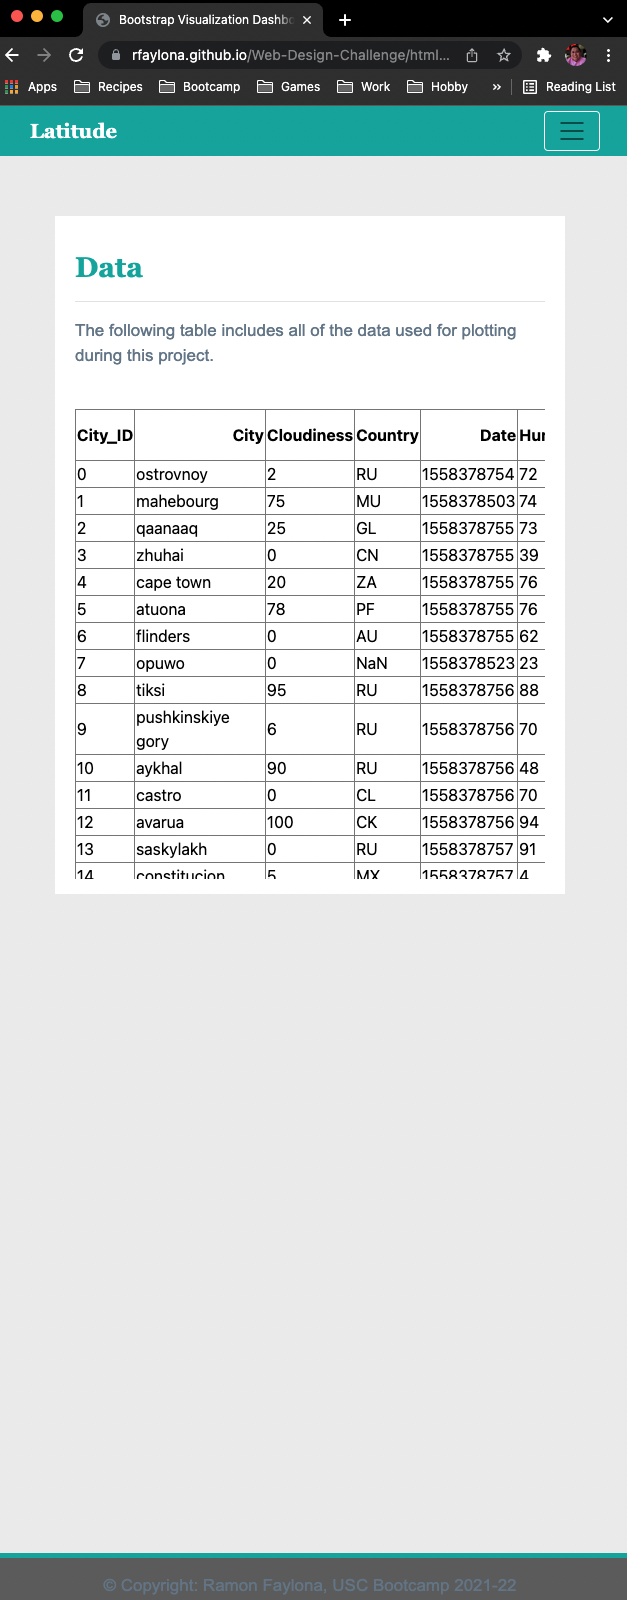 Bootstrap Visualization Dashbo
rfaylona.github.io/Web-Design-Challenge/html...
Apps Recipes Bootcamp Games Work Hobby » Reading List
Latitude
Data
The following table includes all of the data used for plotting
during this project.
City_ID City Cloudiness Country Date Hur
0 ostrovnoy 2 RU 1558378754 72
1 mahebourg 75 MU 1558378503 74
2 qaanaaq 25 GL 1558378755 73
3 zhuhai 0 CN 1558378755 39
4 cape town 20 ZA 1558378755 76
5 atuona 78 PF 1558378755 76
6 flinders 0 AU 1558378755 62
7 opuwo 0 NaN 1558378523 23
8 tiksi 95 RU 1558378756 88
9 pushkinskiye gory 6 RU 1558378756 70
10 aykhal 90 RU 1558378756 48
11 castro 0 CL 1558378756 70
12 avarua 100 CK 1558378756 94
13 saskylakh 0 RU 1558378757 91
14 constitucion 5 MX 1558378757 4
© Copyright: Ramon Faylona, USC Bootcamp 2021-22